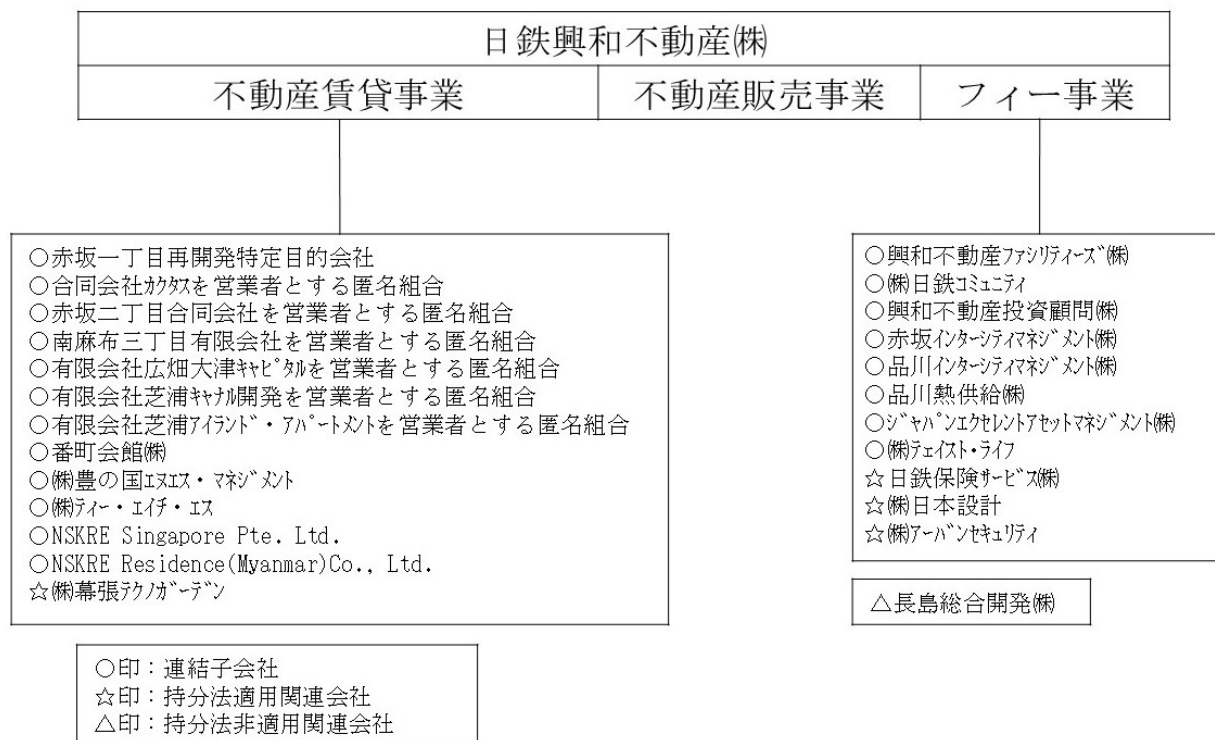 日鉄興和不動産㈱
不動産賃貸事業
不動産販売事業
フィー事業
○赤坂一丁目再開発特定目的会社
○合同会社ｶｸﾀｽを営業者とする匿名組合
○赤坂二丁目合同会社を営業者とする匿名組合
○南麻布三丁目有限会社を営業者とする匿名組合
○有限会社広畑大津ｷｬﾋﾟﾀﾙを営業者とする匿名組合
○有限会社芝浦ｷｬﾅﾙ開発を営業者とする匿名組合
○有限会社芝浦ｱｲﾗﾝﾄﾞ・ｱﾊﾟｰﾄﾒﾝﾄを営業者とする匿名組合
○番町会館㈱
○㈱豊の国ｴﾇｴｽ・ﾏﾈｼﾞﾒﾝﾄ
○㈱ﾃｨｰ・ｴｲﾁ・ｴｽ
○NSKRE Singapore Pte. Ltd.
○NSKRE Residence(Myanmar)Co., Ltd.
☆㈱幕張ﾃｸﾉｶﾞｰﾃﾞﾝ
○興和不動産ﾌｧｼﾘﾃｨｰｽﾞ㈱
○㈱日鉄ｺﾐｭﾆﾃｨ
○興和不動産投資顧問㈱
○赤坂ｲﾝﾀｰｼﾃｨﾏﾈｼﾞﾒﾝﾄ㈱
○品川ｲﾝﾀｰｼﾃｨﾏﾈｼﾞﾒﾝﾄ㈱
○品川熱供給㈱
○ｼﾞｬﾊﾟﾝｴｸｾﾚﾝﾄｱｾｯﾄﾏﾈｼﾞﾒﾝﾄ㈱
○㈱ﾃｲｽﾄ・ﾗｲﾌ
☆日鉄保険ｻｰﾋﾞｽ㈱
☆㈱日本設計
☆㈱ｱｰﾊﾞﾝｾｷｭﾘﾃｨ
△長島総合開発㈱
○印：連結子会社
☆印：持分法適用関連会社
△印：持分法非適用関連会社